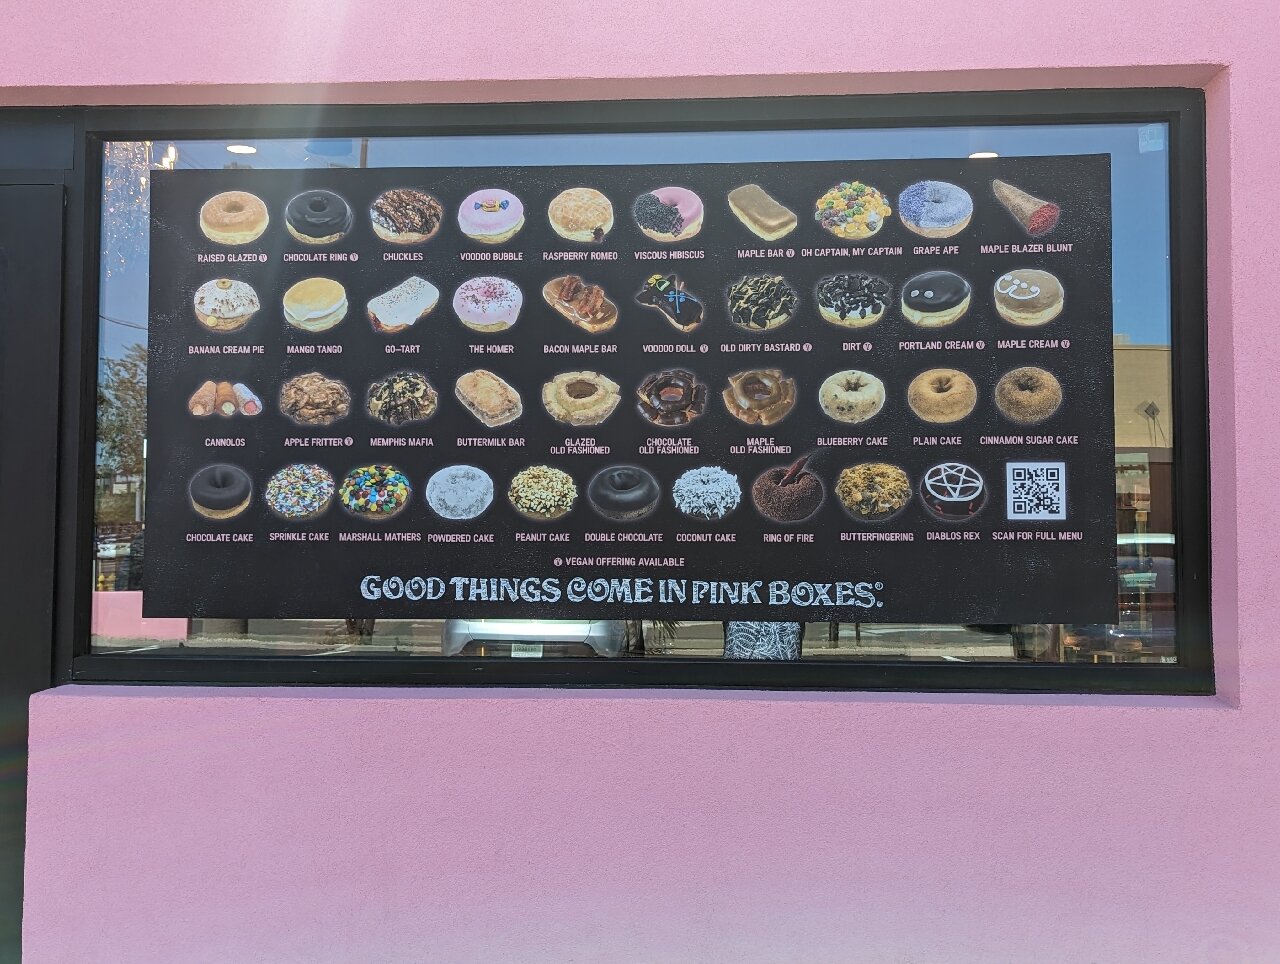 RAISED GLAZED Ⓥ CHOCOLATE RING Ⓥ CHUCKLES VOODOO BUBBLE RASPBERRY ROMEO VISCOUS HIBISCUS MAPLE BAR Ⓥ OH CAPTAIN, MY CAPTAIN GRAPE APE MAPLE BLAZER BLUNT
BANANA CREAM PIE MANGO TANGO GO-TART THE HOMER BACON MAPLE BAR VOODOO DOLL Ⓥ OLD DIRTY BASTARD Ⓥ DIRT Ⓥ PORTLAND CREAM Ⓥ MAPLE CREAM Ⓥ
CANNOLOS APPLE FRITTER Ⓥ MEMPHIS MAFIA BUTTERMILK BAR GLAZED OLD FASHIONED CHOCOLATE OLD FASHIONED MAPLE OLD FASHIONED BLUEBERRY CAKE PLAIN CAKE CINNAMON SUGAR CAKE
CHOCOLATE CAKE SPRINKLE CAKE MARSHALL MATHERS POWDERED CAKE PEANUT CAKE DOUBLE CHOCOLATE COCONUT CAKE RING OF FIRE BUTTERFINGERING DIABLOS REX SCAN FOR FULL MENU
Ⓥ VEGAN OFFERING AVAILABLE
GOOD THINGS COME IN PINK BOXES.®